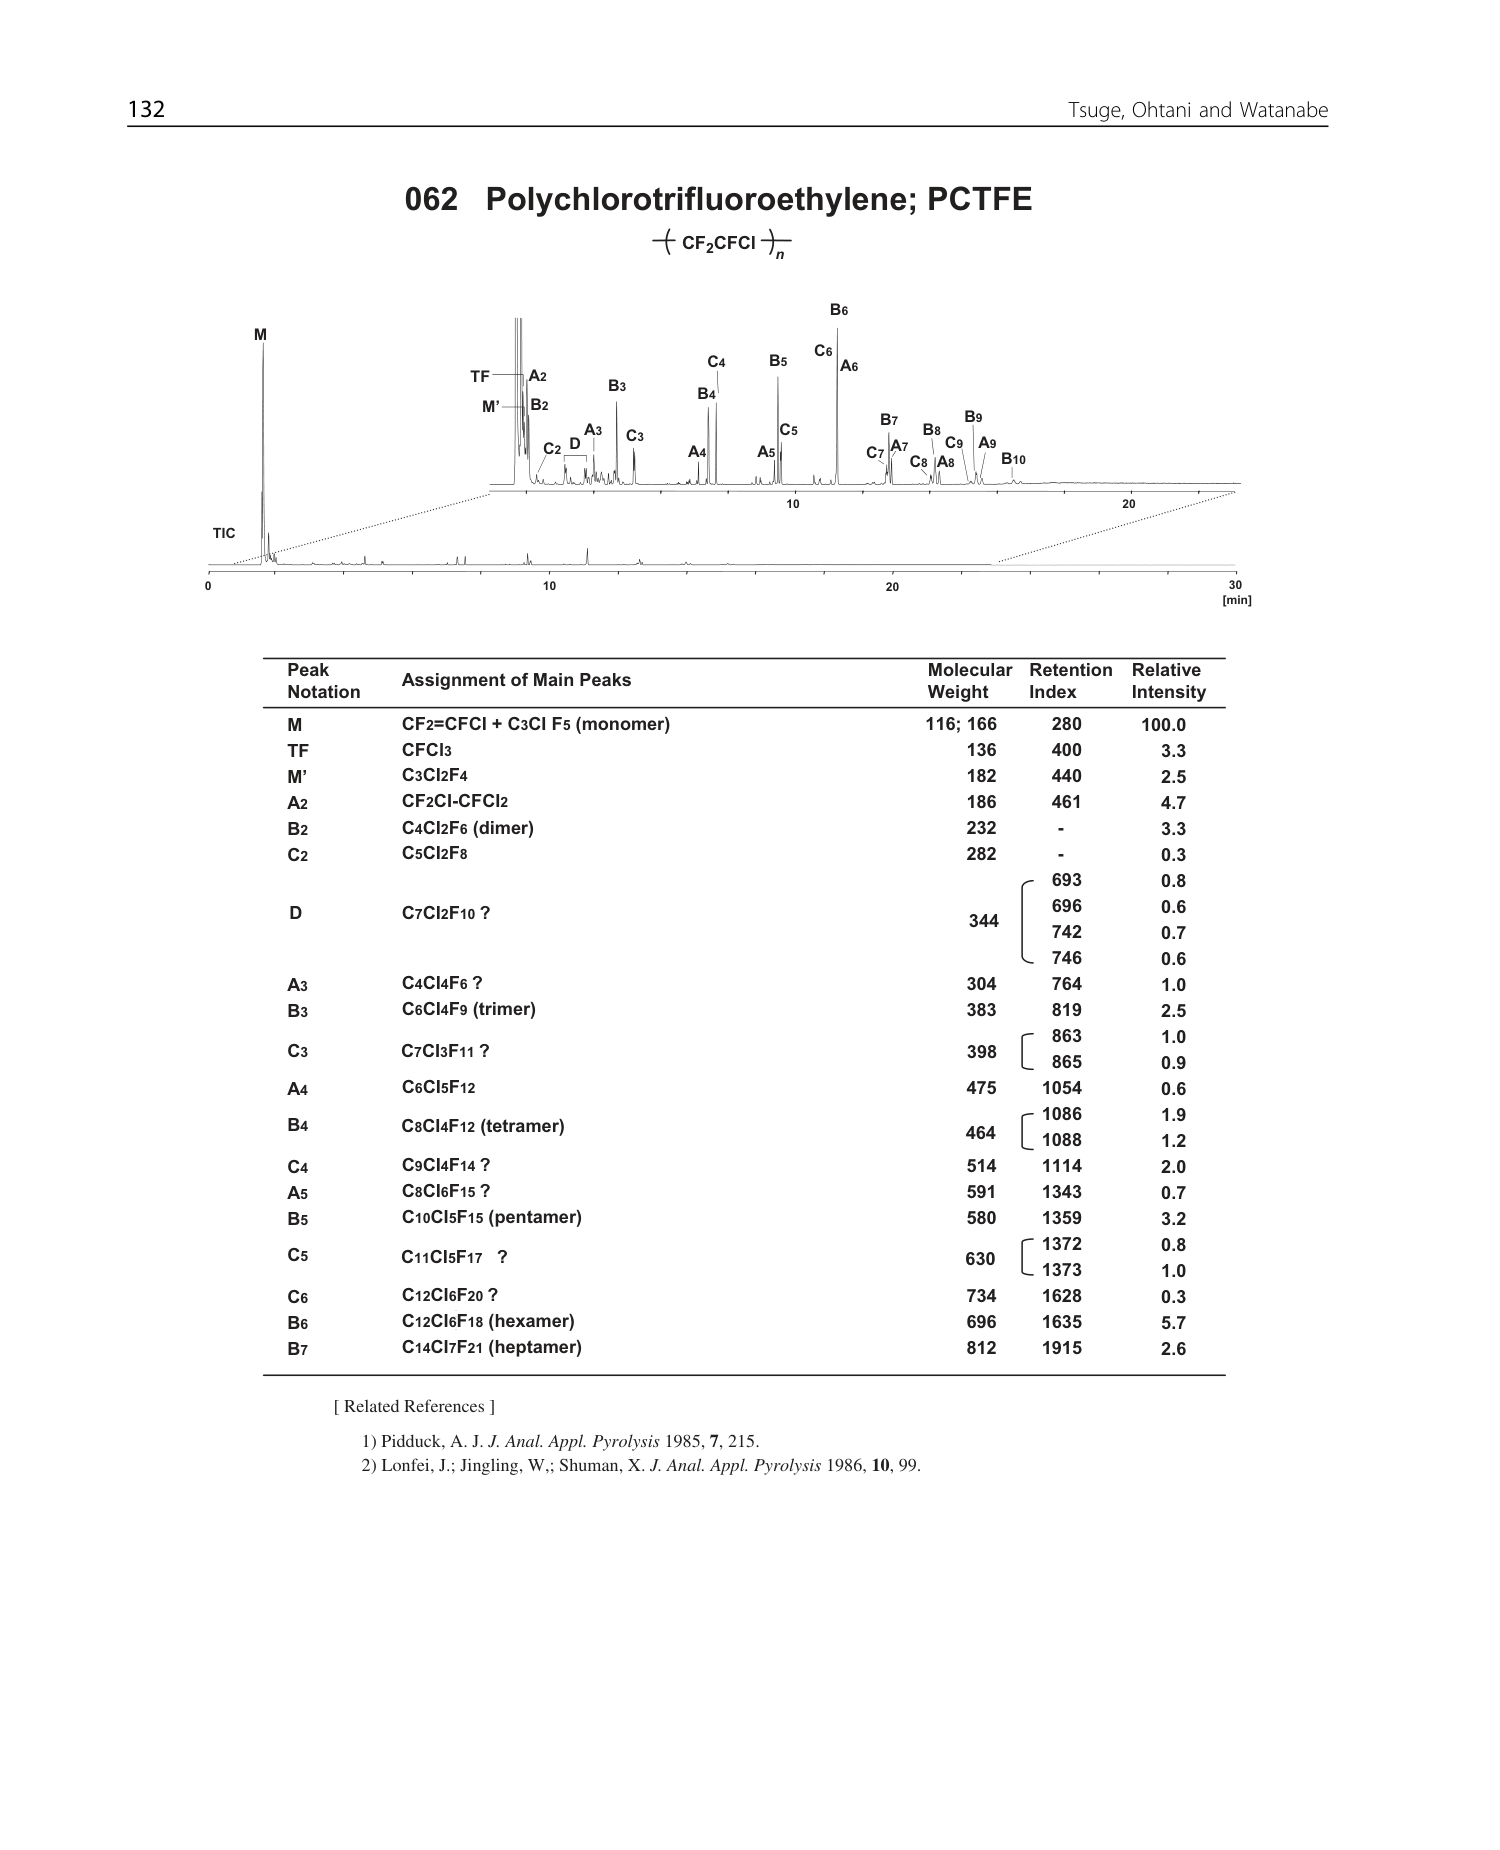 132 Tsuge, Ohtani and Watanabe
062 Polychlorotrifluoroethylene; PCTFE
( CF2CFCl )n
B6
M
C6
C4 B5
A6
TF A2
B3
B4
M’ B2
B7 B9
A3 C5 B8
C3 C9 A9
D A7
C2 A4 A5 C7
C8 A8 B10
10 20
TIC
0 10 20 30
[min]
Peak Molecular Retention Relative
Notation Assignment of Main Peaks Weight Index Intensity
M CF2=CFCl + C3Cl F5 (monomer) 116; 166 280 100.0
TF CFCl3 136 400 3.3
M’ C3Cl2F4 182 440 2.5
A2 CF2Cl-CFCl2 186 461 4.7
B2 C4Cl2F6 (dimer) 232 - 3.3
C2 C5Cl2F8 282 - 0.3
693 0.8
D C7Cl2F10 ? 344 696 0.6
742 0.7
746 0.6
A3 C4Cl4F6 ? 304 764 1.0
B3 C6Cl4F9 (trimer) 383 819 2.5
C3 C7Cl3F11 ? 398 863 1.0
865 0.9
A4 C6Cl5F12 475 1054 0.6
B4 C8Cl4F12 (tetramer) 464 1086 1.9
1088 1.2
C4 C9Cl4F14 ? 514 1114 2.0
A5 C8Cl6F15 ? 591 1343 0.7
B5 C10Cl5F15 (pentamer) 580 1359 3.2
C5 C11Cl5F17 ? 630 1372 0.8
1373 1.0
C6 C12Cl6F20 ? 734 1628 0.3
B6 C12Cl6F18 (hexamer) 696 1635 5.7
B7 C14Cl7F21 (heptamer) 812 1915 2.6
[ Related References ]
1) Pidduck, A. J. J. Anal. Appl. Pyrolysis 1985, 7, 215.
2) Lonfei, J.; Jingling, W,; Shuman, X. J. Anal. Appl. Pyrolysis 1986, 10, 99.